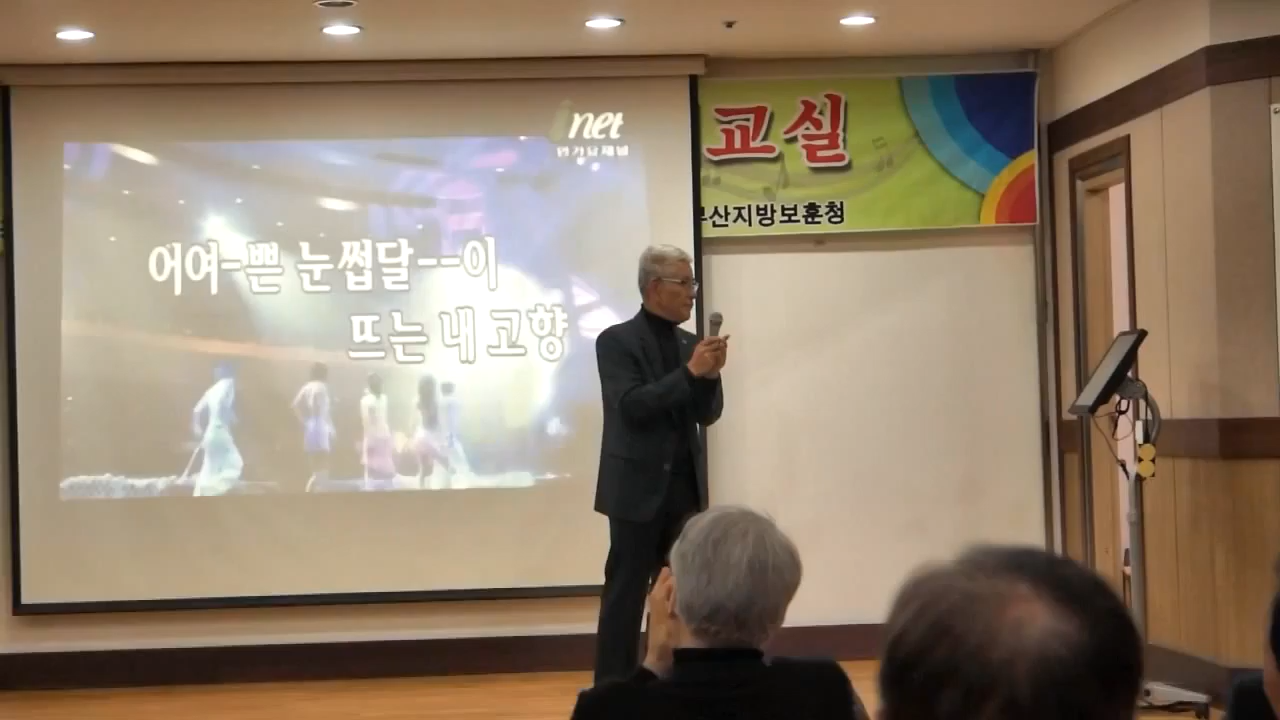 inet
어여-쁜 눈썹달--이
뜨는 내고향
교실
부산지방보훈청